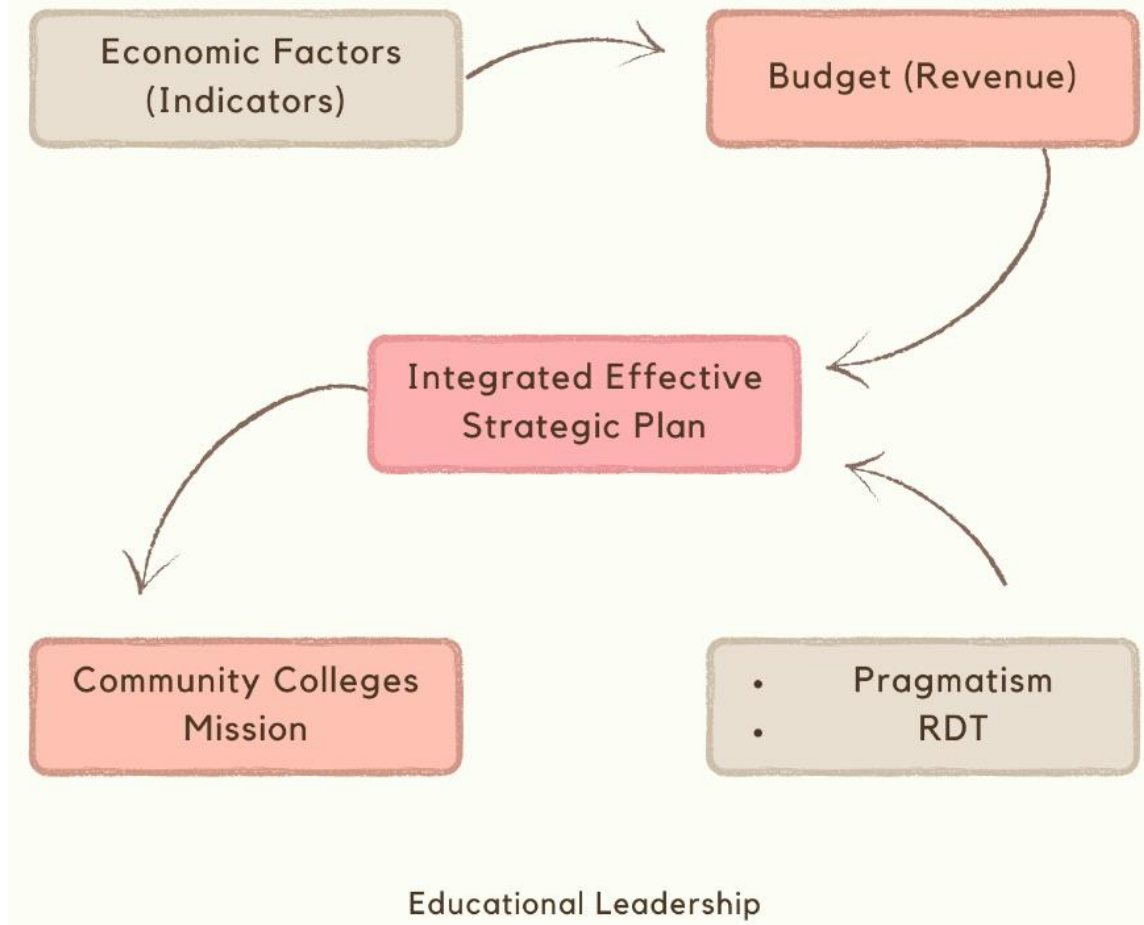 Economic Factors
(Indicators)
Budget (Revenue)
Integrated Effective
Strategic Plan
Community Colleges
Mission
• Pragmatism
• RDT
Educational Leadership